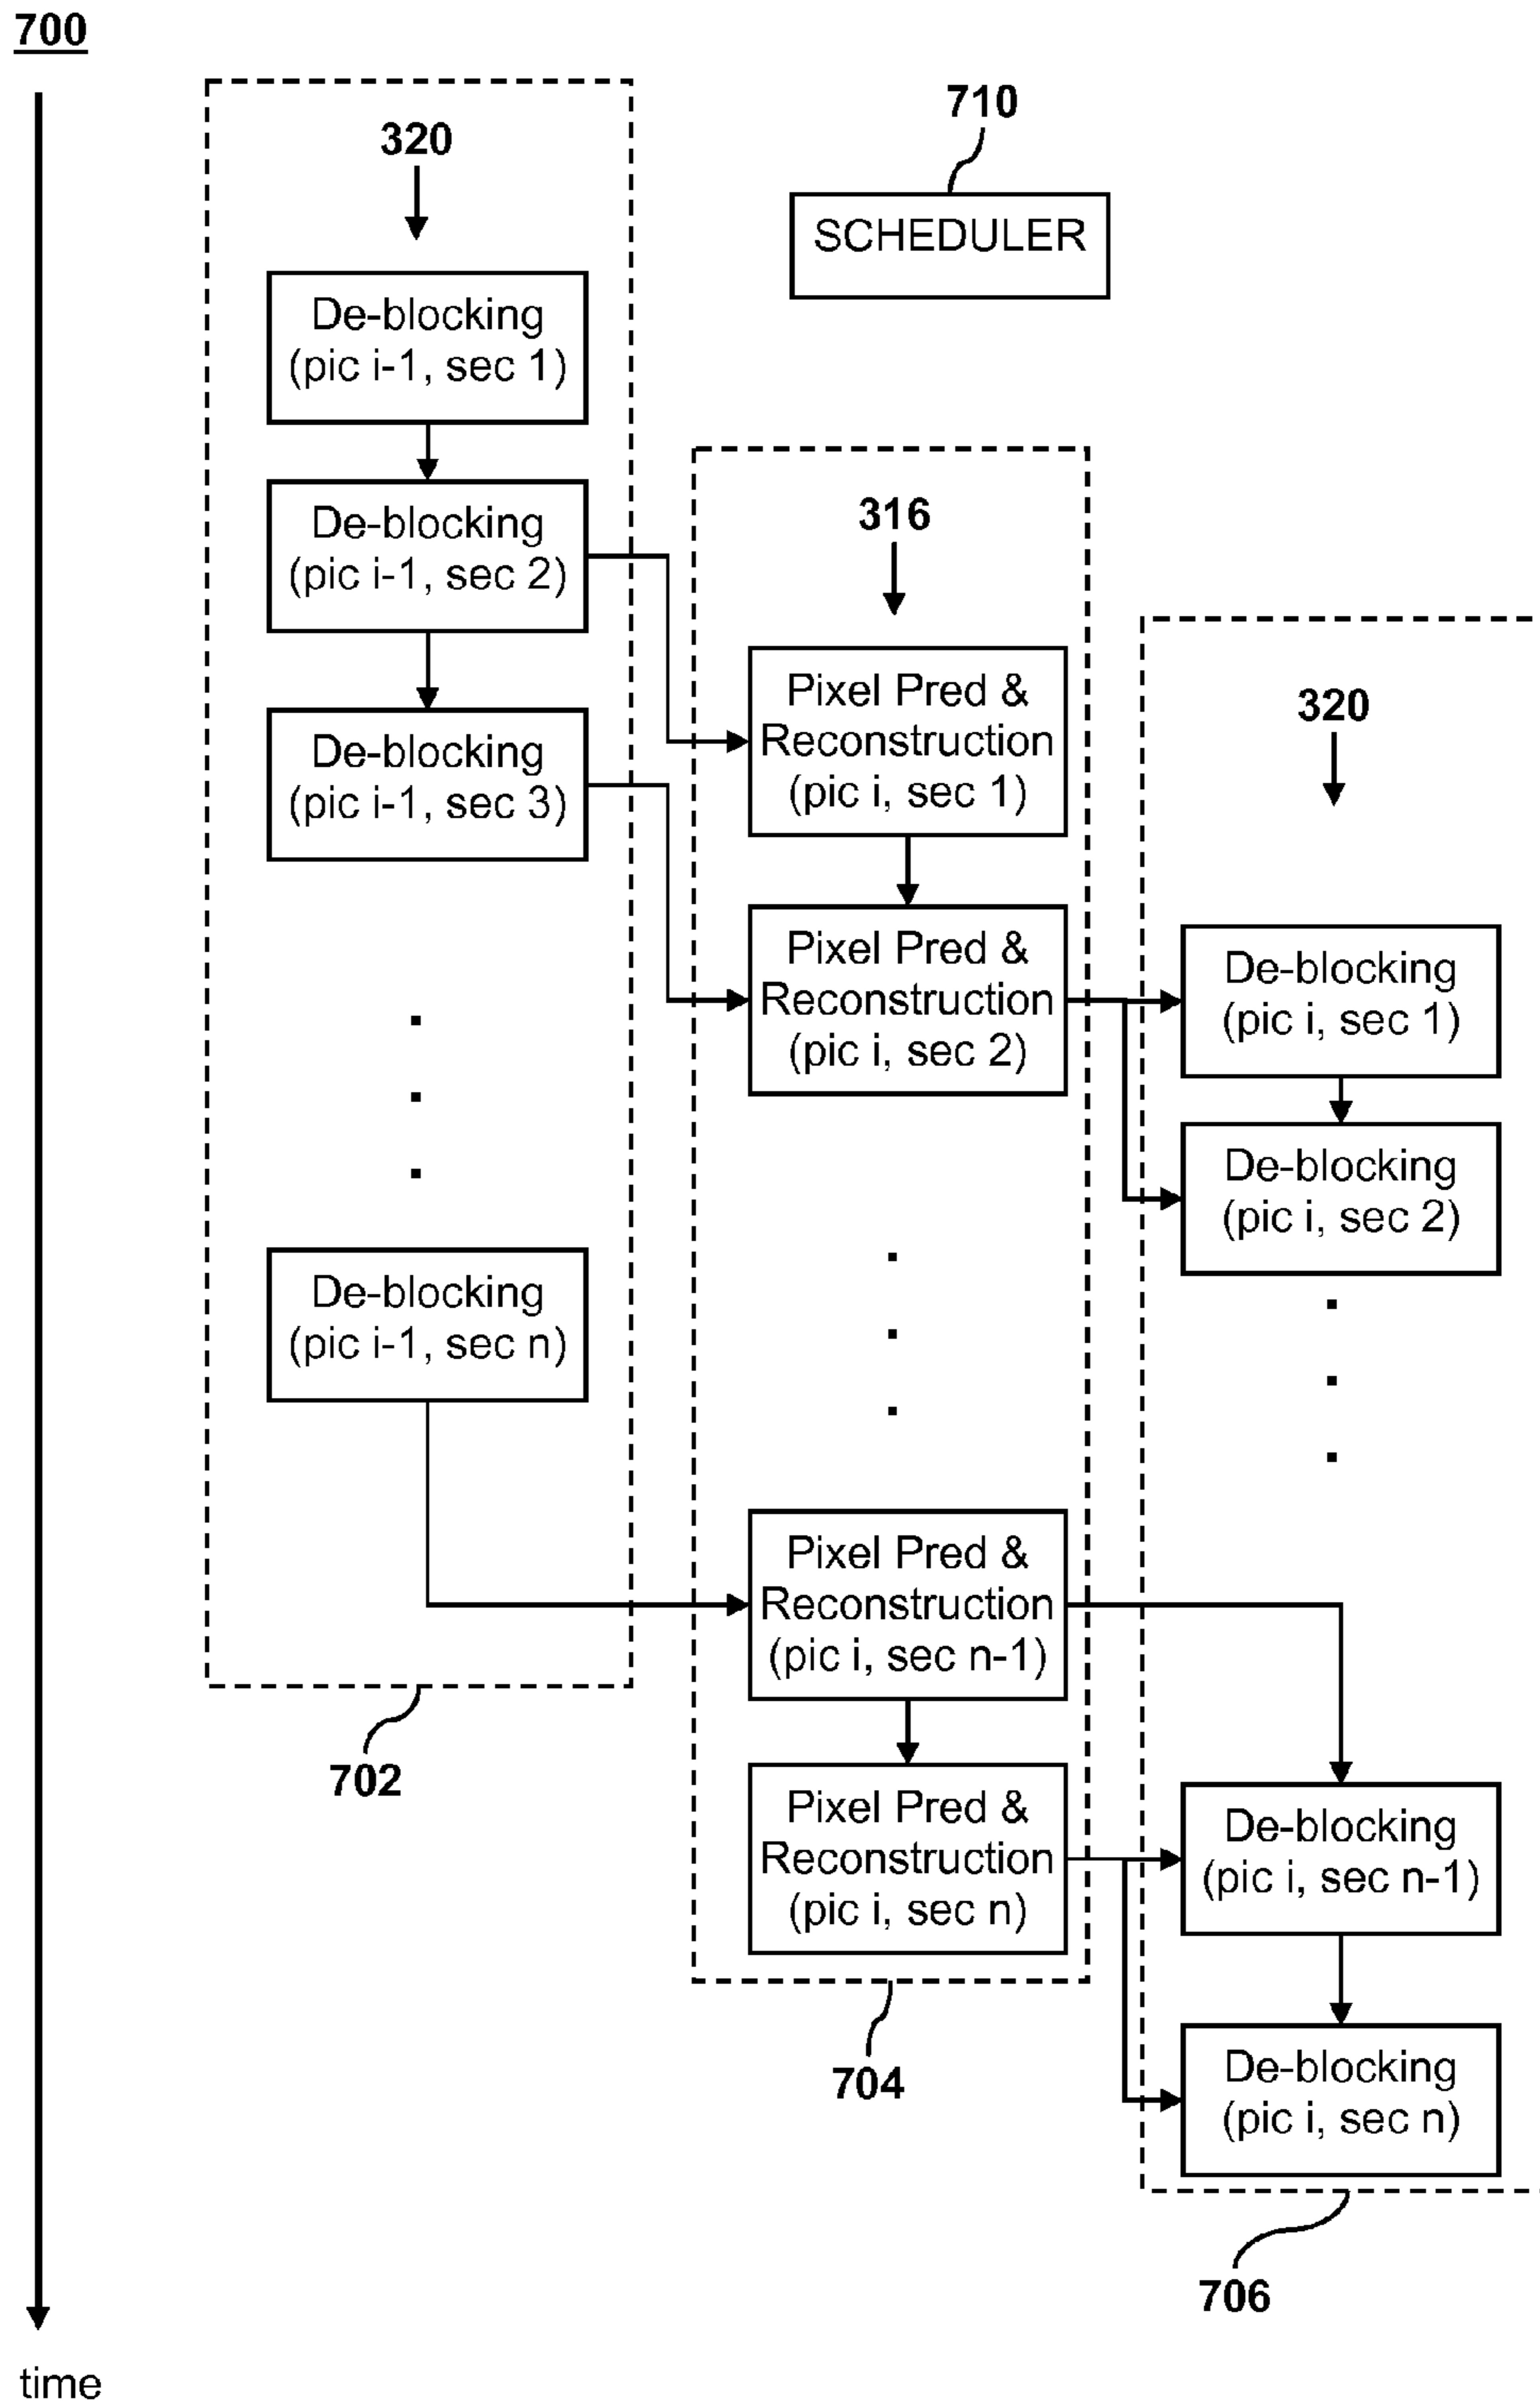 700
320
710
SCHEDULER
De-blocking
(pic i-1, sec 1)
De-blocking
(pic i-1, sec 2)
De-blocking
(pic i-1, sec 3)
.
.
.
De-blocking
(pic i-1, sec n)
702
316
Pixel Pred &
Reconstruction
(pic i, sec 1)
Pixel Pred &
Reconstruction
(pic i, sec 2)
.
.
.
Pixel Pred &
Reconstruction
(pic i, sec n-1)
Pixel Pred &
Reconstruction
(pic i, sec n)
704
320
De-blocking
(pic i, sec 1)
De-blocking
(pic i, sec 2)
.
.
.
De-blocking
(pic i, sec n-1)
De-blocking
(pic i, sec n)
706
time